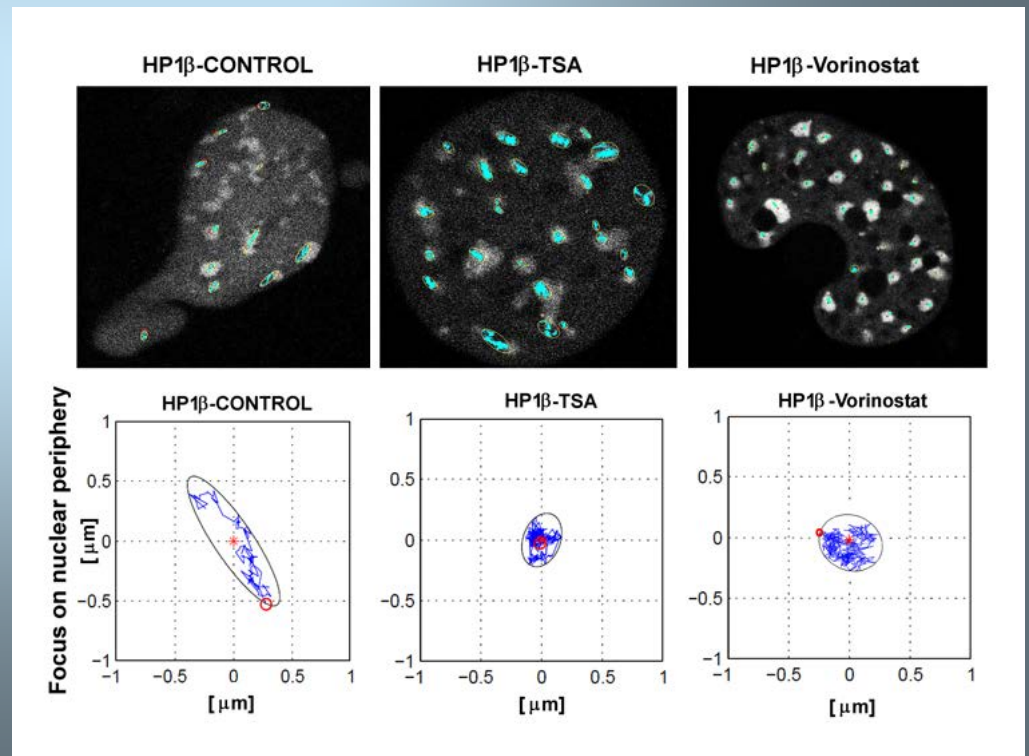 HP1β-CONTROL
HP1β-TSA
HP1β-Vorinostat
Focus on nuclear periphery
HP1β-CONTROL
1
0.5
0
−0.5
−1
[μm]
−1 −0.5 0 0.5 1
[μm]
HP1β-TSA
1
0.5
0
−0.5
−1
−1 −0.5 0 0.5 1
[μm]
HP1β-Vorinostat
1
0.5
0
−0.5
−1
−1 −0.5 0 0.5 1
[μm]